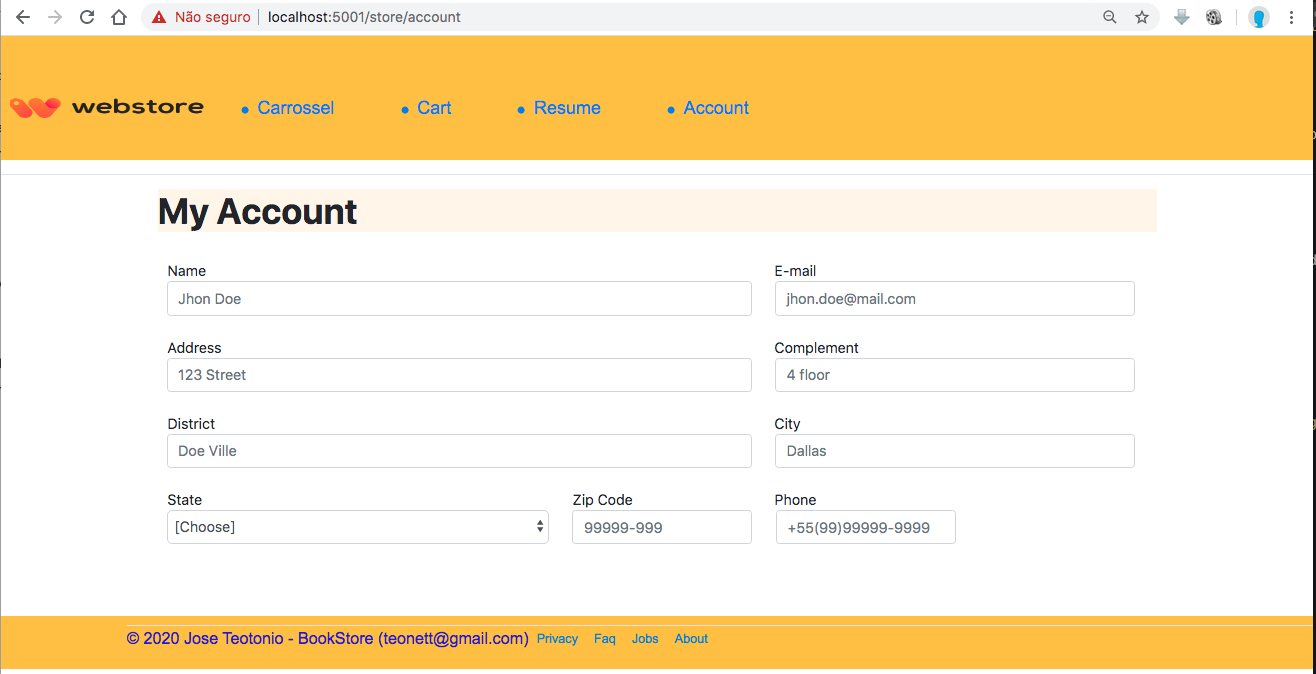 Não seguro localhost:5001/store/account
webstore • Carrossel • Cart • Resume • Account
My Account
Name E-mail
Jhon Doe jhon.doe@mail.com
Address Complement
123 Street 4 floor
District City
Doe Ville Dallas
State Zip Code Phone
[Choose] 99999-999 +55(99)99999-9999
© 2020 Jose Teotonio - BookStore (teonett@gmail.com) Privacy Faq Jobs About